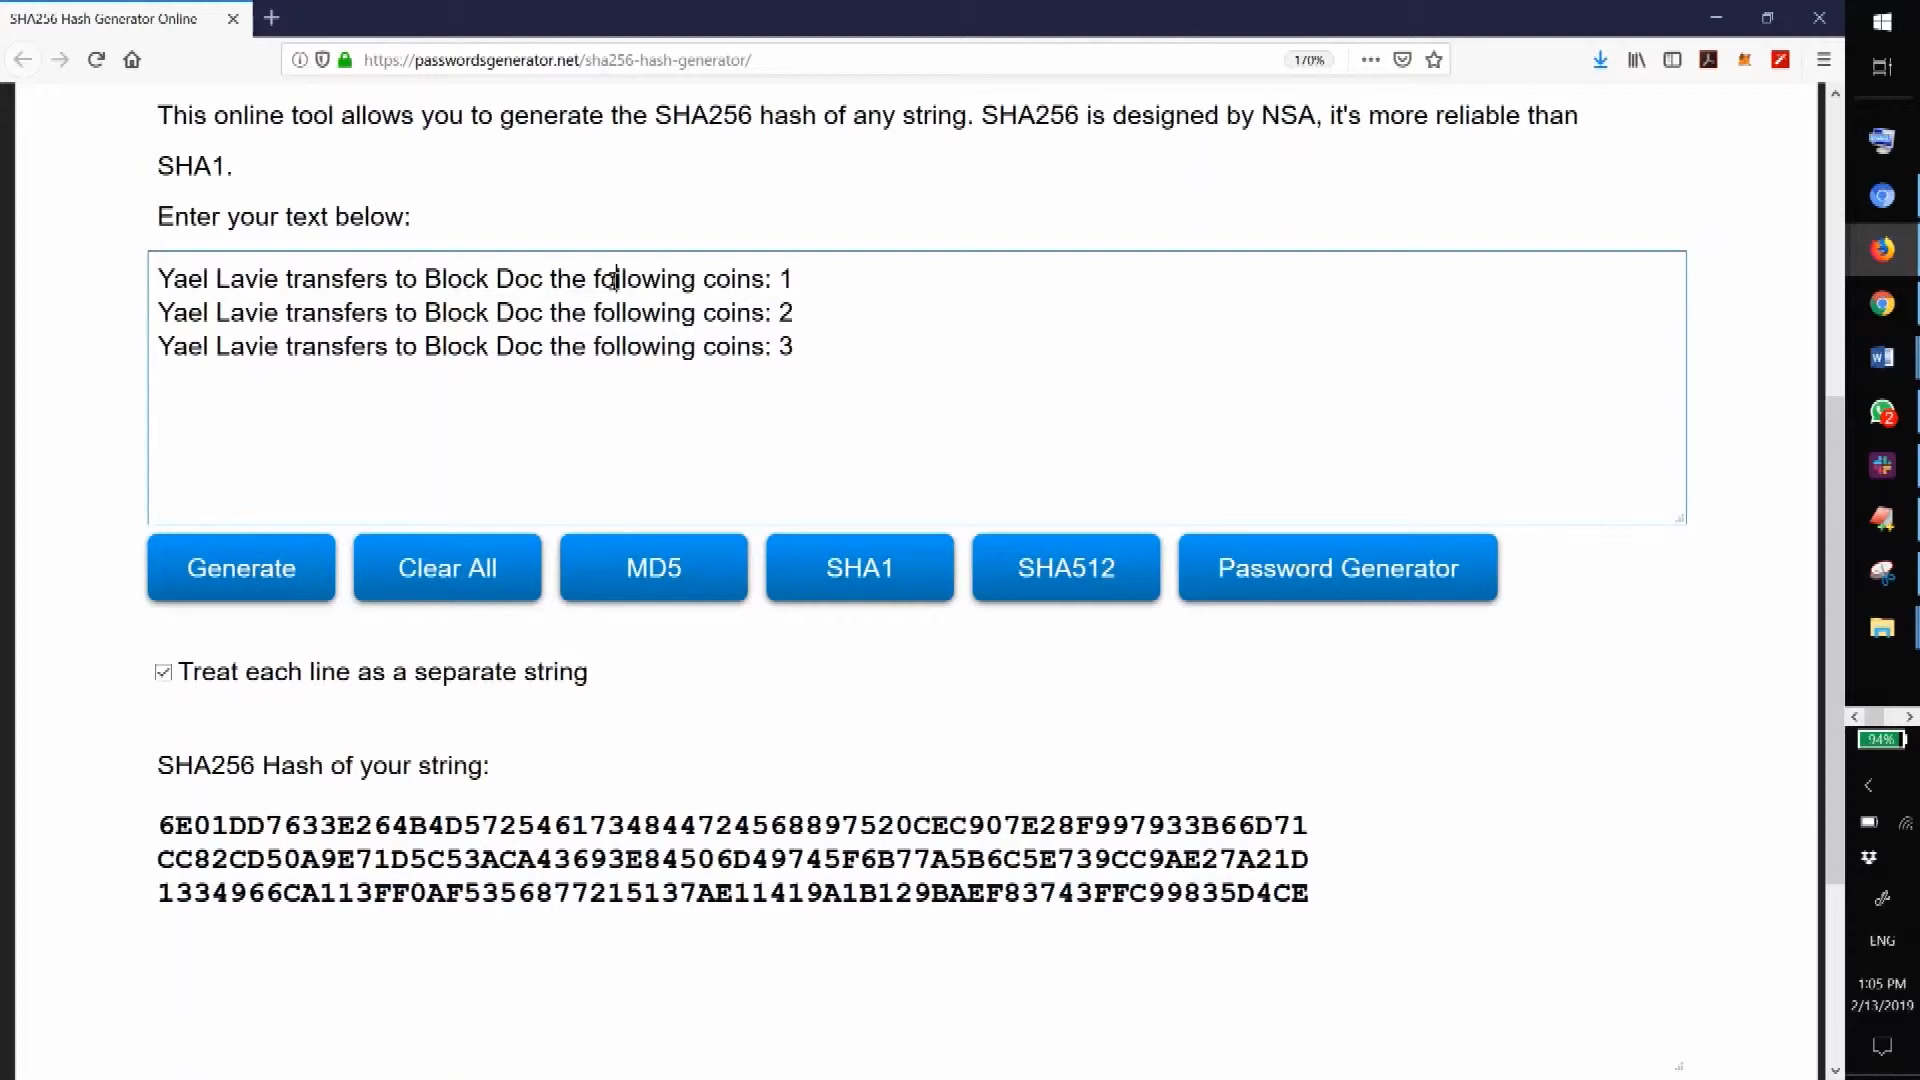 SHA256 Hash Generator Online
https://passwordsgenerator.net/sha256-hash-generator/
170%
This online tool allows you to generate the SHA256 hash of any string. SHA256 is designed by NSA, it's more reliable than
SHA1.
Enter your text below:
Yael Lavie transfers to Block Doc the following coins: 1
Yael Lavie transfers to Block Doc the following coins: 2
Yael Lavie transfers to Block Doc the following coins: 3
Generate
Clear All
MD5
SHA1
SHA512
Password Generator
Treat each line as a separate string
SHA256 Hash of your string:
6E01DD7633E264B4D5725461734844724568897520CEC907E28F997933B66D71
CC82CD50A9E71D5C53ACA43693E84506D49745F6B77A5B6C5E739CC9AE27A21D
1334966CA113FF0AF5356877215137AE11419A1B129BAEF83743FFC99835D4CE
2
94%
ENG
1:05 PM
2/13/2019